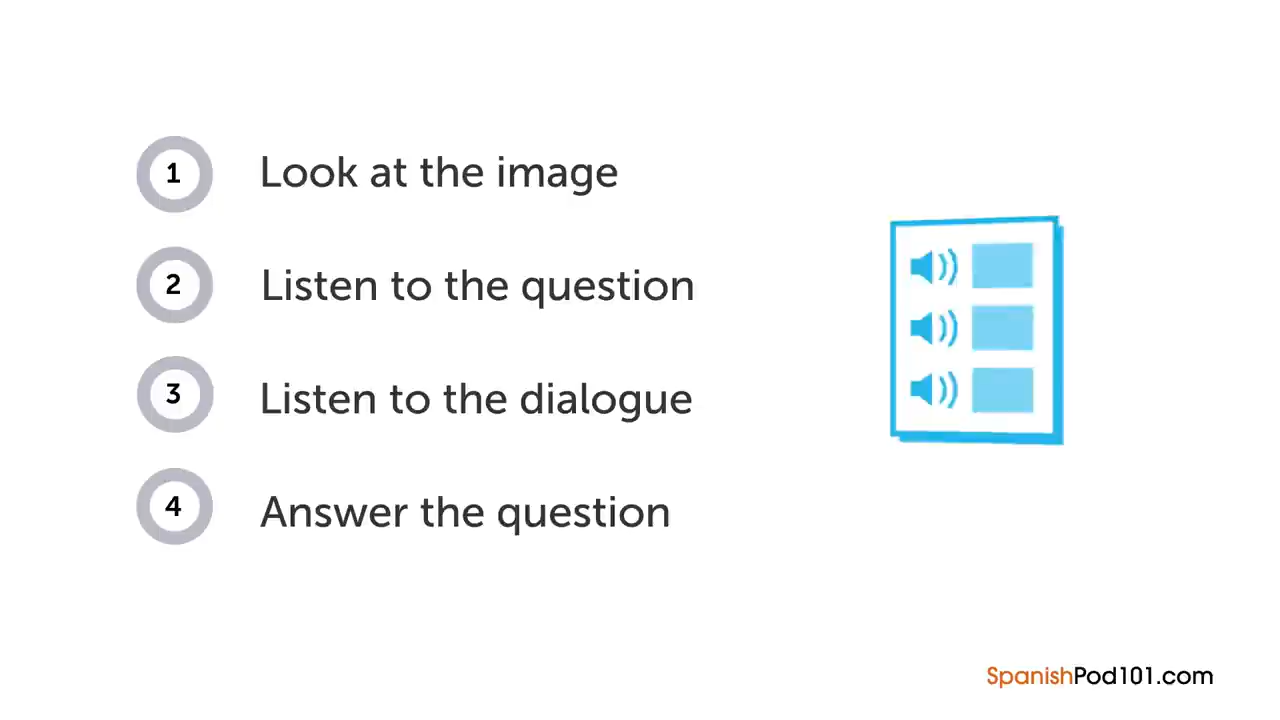 1 Look at the image
2 Listen to the question
3 Listen to the dialogue
4 Answer the question
SpanishPod101.com